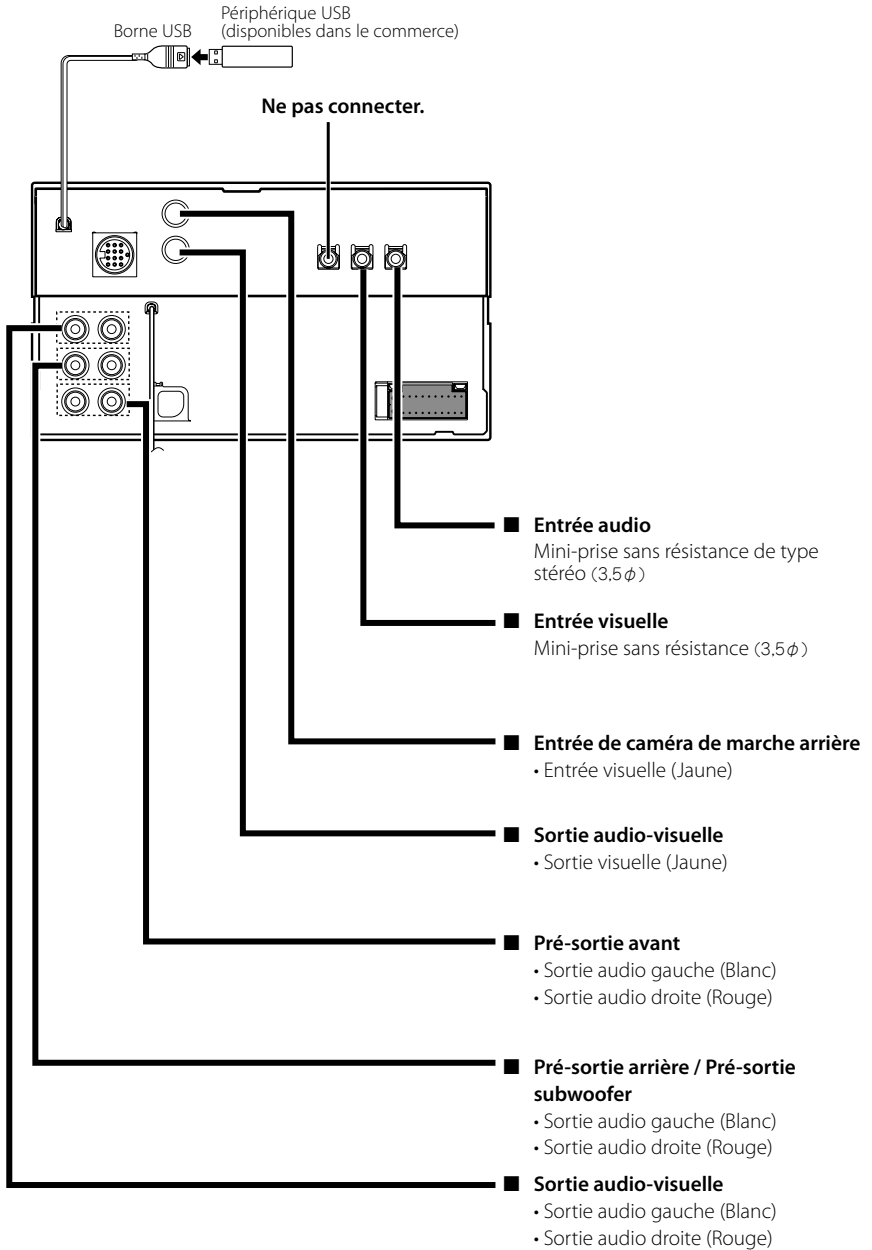 Périphérique USB
(disponibles dans le commerce)
Borne USB
Ne pas connecter.
■ Entrée audio
Mini-prise sans résistance de type
stéréo (3,5φ)
■ Entrée visuelle
Mini-prise sans résistance (3,5φ)
■ Entrée de caméra de marche arrière
• Entrée visuelle (Jaune)
■ Sortie audio-visuelle
• Sortie visuelle (Jaune)
■ Pré-sortie avant
• Sortie audio gauche (Blanc)
• Sortie audio droite (Rouge)
■ Pré-sortie arrière / Pré-sortie
subwoofer
• Sortie audio gauche (Blanc)
• Sortie audio droite (Rouge)
■ Sortie audio-visuelle
• Sortie audio gauche (Blanc)
• Sortie audio droite (Rouge)